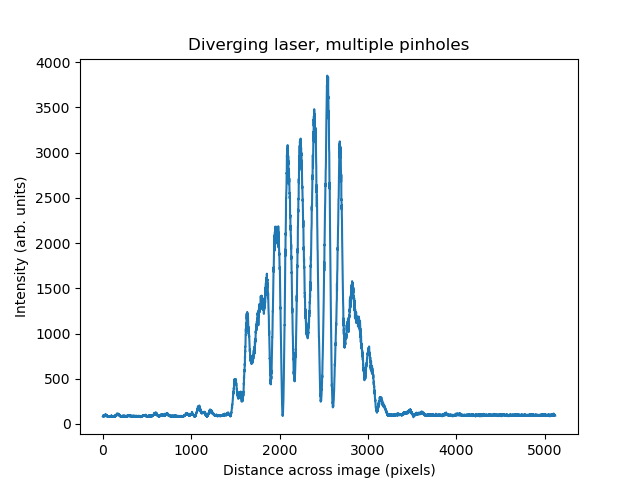 Diverging laser, multiple pinholes
4000
3500
3000
2500
2000
1500
1000
500
0
Intensity (arb. units)
0 1000 2000 3000 4000 5000
Distance across image (pixels)